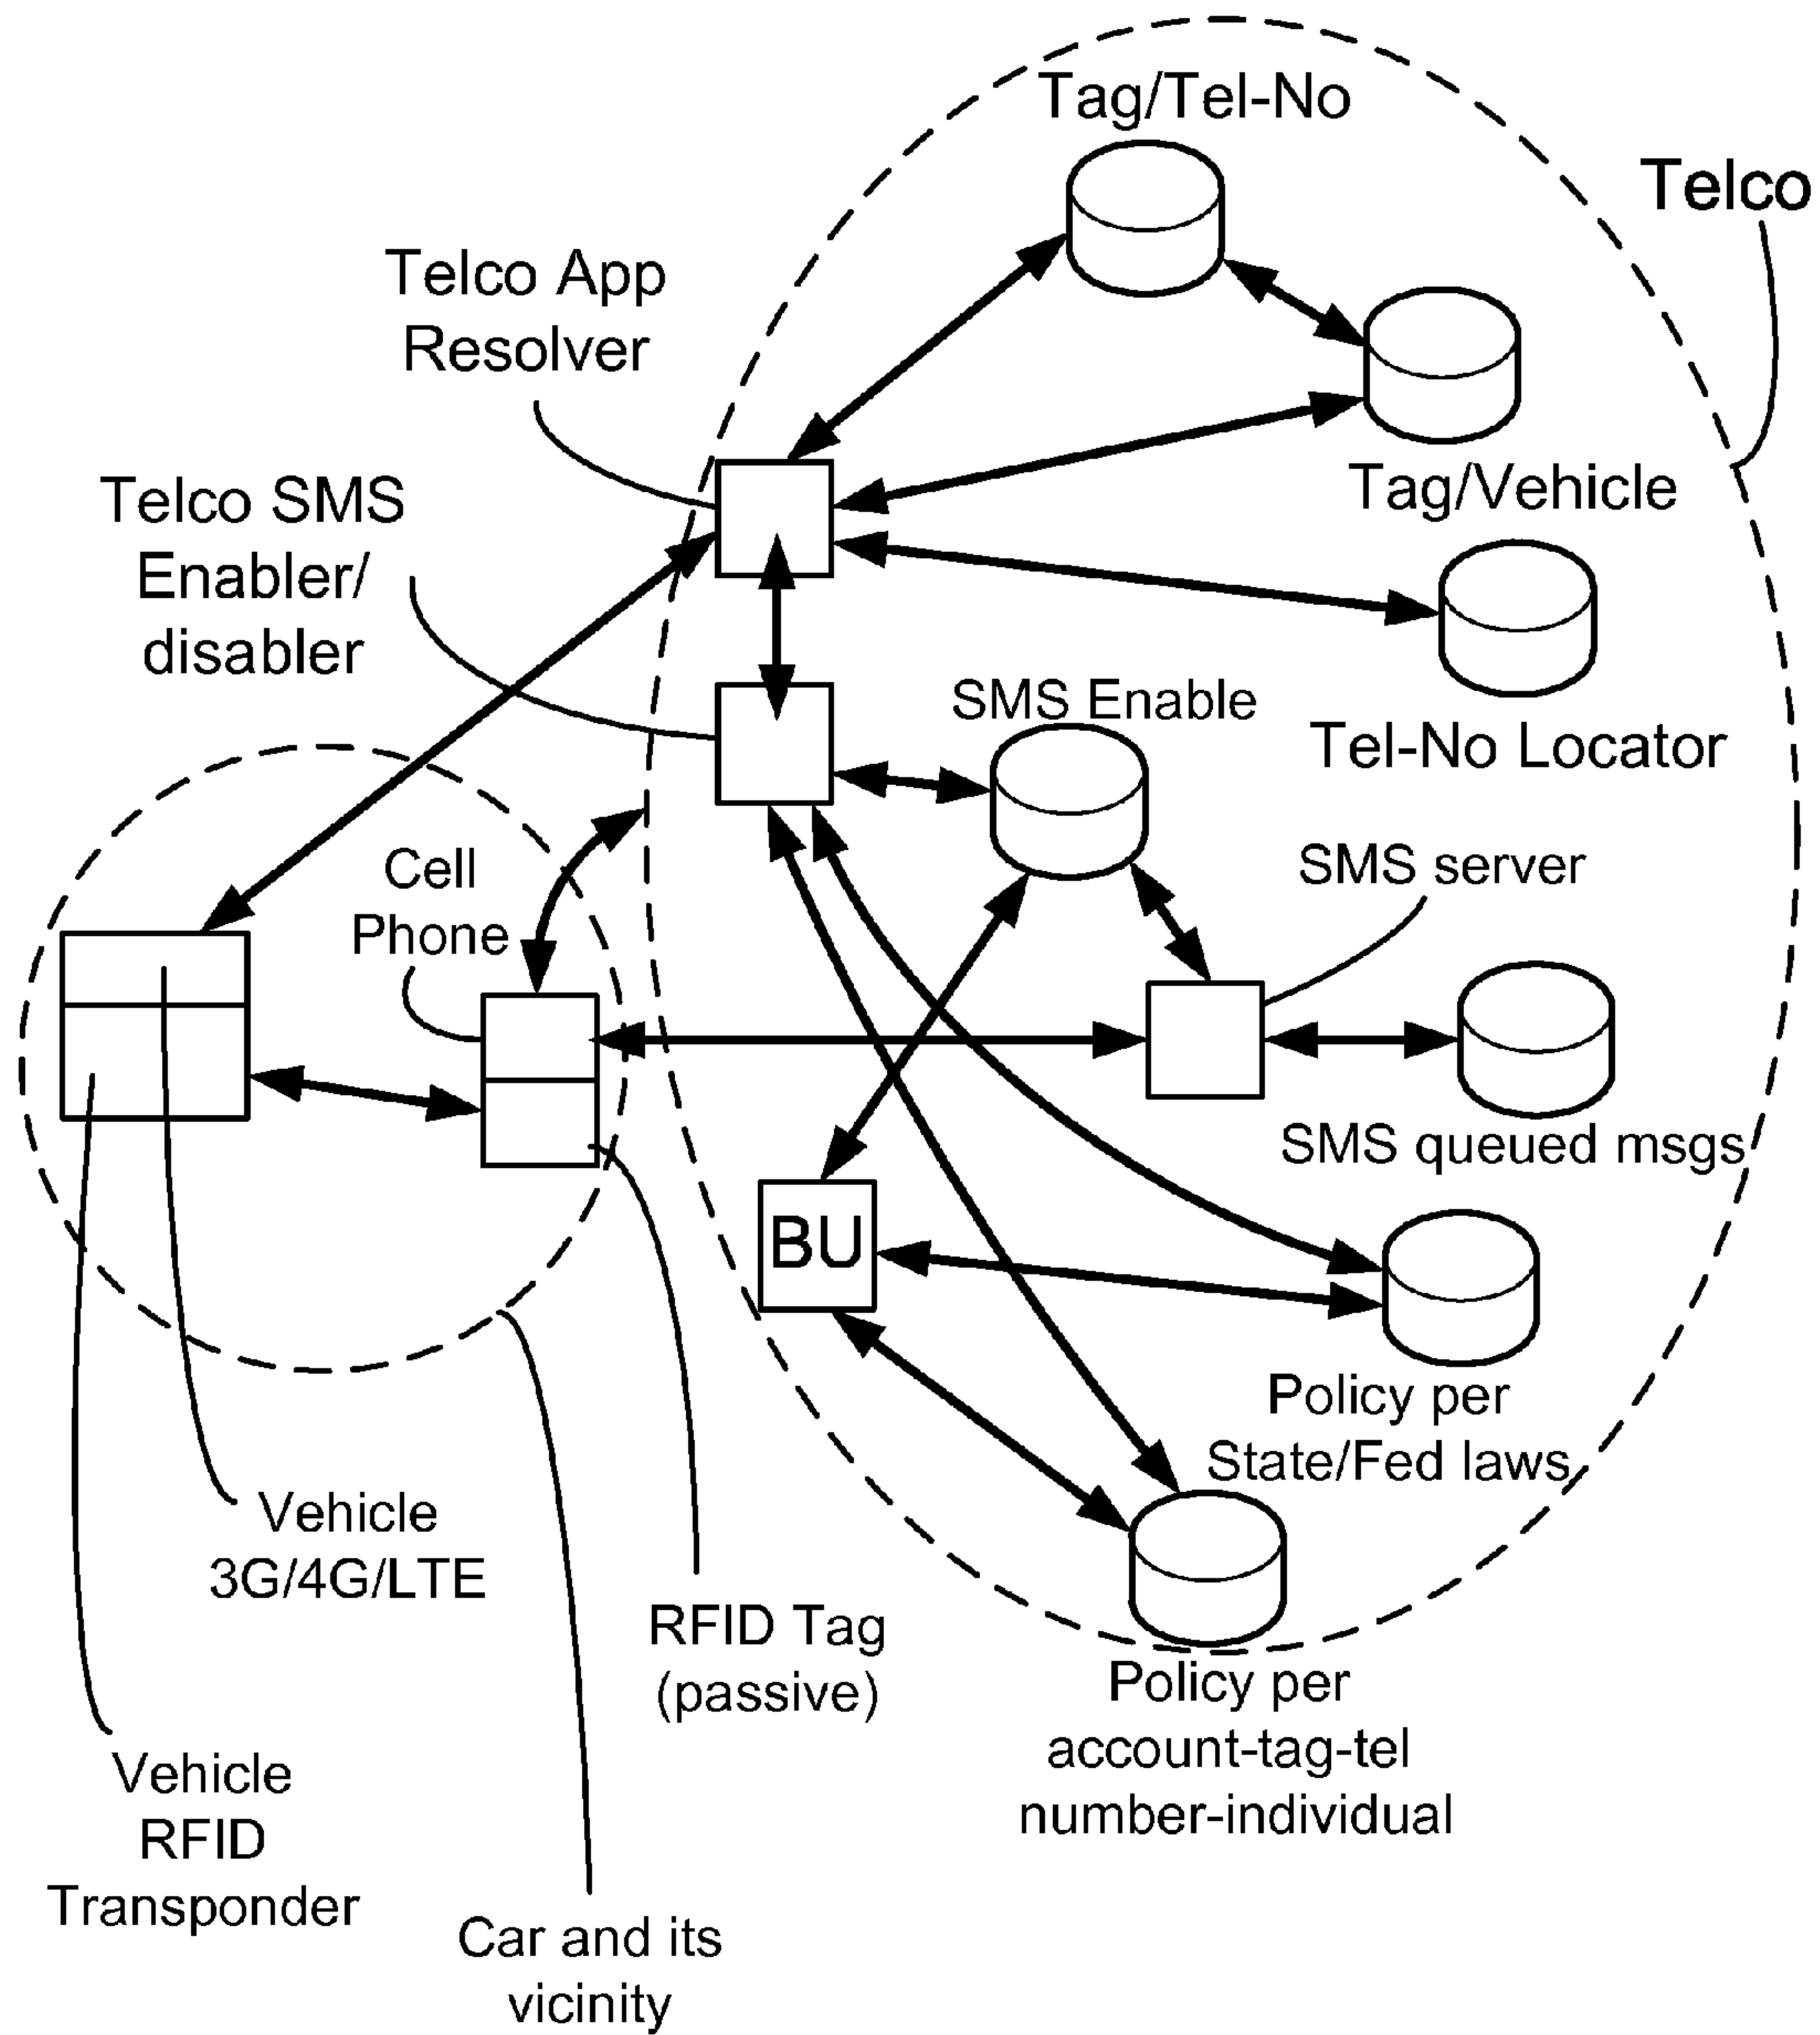 Tag/Tel-No
Telco
Telco App
Resolver
Tag/Vehicle
Telco SMS
Enabler/
disabler
SMS Enable
Tel-No Locator
Cell
Phone
SMS server
SMS queued msgs
BU
Policy per
State/Fed laws
Vehicle
3G/4G/LTE
RFID Tag
(passive)
Policy per
account-tag-tel
number-individual
Vehicle
RFID
Transponder
Car and its
vicinity